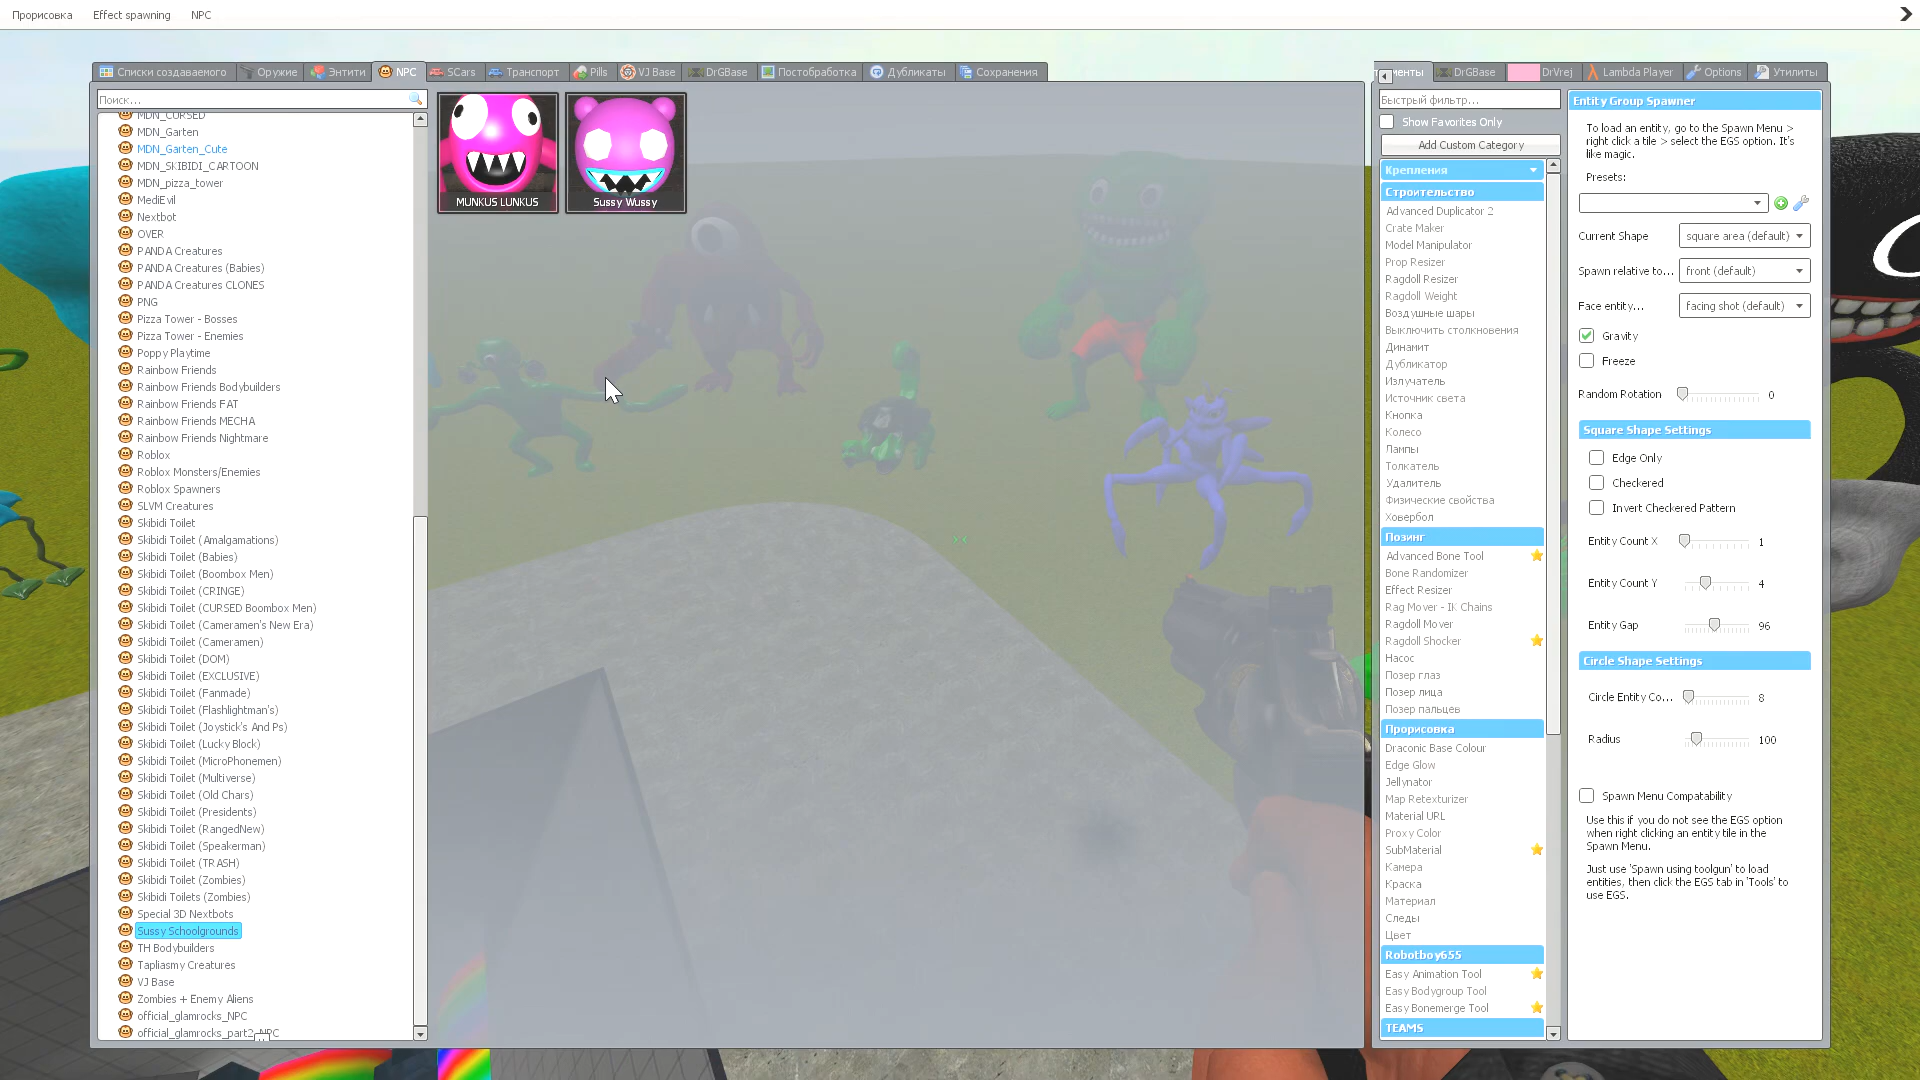 Прорисовка Effect spawning NPC
Списки создаваемого Оружие Энтити NPC SCars Транспорт Pills VJ Base DrGBase Постобработка Дубликаты Сохранения
Поиск...
MDN_CURSED
MDN_Garten
MDN_Garten_Cute
MDN_SKIBIDI_CARTOON
MDN_pizza_tower
MediEvil
Nextbot
OVER
PANDA Creatures
PANDA Creatures (Babies)
PANDA Creatures CLONES
PNG
Pizza Tower - Bosses
Pizza Tower - Enemies
Poppy Playtime
Rainbow Friends
Rainbow Friends Bodybuilders
Rainbow Friends FAT
Rainbow Friends MECHA
Rainbow Friends Nightmare
Roblox
Roblox Monsters/Enemies
Roblox Spawners
SLVM Creatures
Skibidi Toilet
Skibidi Toilet (Amalgamations)
Skibidi Toilet (Babies)
Skibidi Toilet (Boombox Men)
Skibidi Toilet (CRINGE)
Skibidi Toilet (CURSED Boombox Men)
Skibidi Toilet (Cameramen's New Era)
Skibidi Toilet (Cameramen)
Skibidi Toilet (DOM)
Skibidi Toilet (EXCLUSIVE)
Skibidi Toilet (Fanmade)
Skibidi Toilet (Flashlightman's)
Skibidi Toilet (Joystick's And Ps)
Skibidi Toilet (Lucky Block)
Skibidi Toilet (MicroPhonemen)
Skibidi Toilet (Multiverse)
Skibidi Toilet (Old Chars)
Skibidi Toilet (Presidents)
Skibidi Toilet (RangedNew)
Skibidi Toilet (Speakerman)
Skibidi Toilet (TRASH)
Skibidi Toilet (Zombies)
Skibidi Toilets (Zombies)
Special 3D Nextbots
Sussy Schoolgrounds
TH Bodybuilders
Tapliasmy Creatures
VJ Base
Zombies + Enemy Aliens
official_glamrocks_NPC
official_glamrocks_part2_NPC
MUNKUS LUNKUS
Sussy Wussy
DrGBase DrVrej Lambda Player Options Утилиты
Быстрый фильтр...
Show Favorites Only
Add Custom Category
Крепления
Строительство
Advanced Duplicator 2
Crate Maker
Model Manipulator
Prop Resizer
Ragdoll Resizer
Ragdoll Weight
Воздушные шары
Выключить столкновения
Динамит
Дубликатор
Излучатель
Источник света
Кнопка
Колесо
Лампы
Толкатель
Удалитель
Физические свойства
Ховербол
Позинг
Advanced Bone Tool
Bone Randomizer
Effect Resizer
Rag Mover - IK Chains
Ragdoll Mover
Ragdoll Shocker
Насос
Позер глаз
Позер лица
Позер пальцев
Прорисовка
Draconic Base Colour
Edge Glow
Jellynator
Map Retexturizer
Material URL
Proxy Color
SubMaterial
Камера
Краска
Материал
Следы
Цвет
Robotboy655
Easy Animation Tool
Easy Bodygroup Tool
Easy Bonemerge Tool
TEAMS
Entity Group Spawner
To load an entity, go to the Spawn Menu >
right click a tile > select the EGS option. It's
like magic.
Presets:
Current Shape square area (default)
Spawn relative to... front (default)
Face entity... facing shot (default)
Gravity
Freeze
Random Rotation 0
Square Shape Settings
Edge Only
Checkered
Invert Checkered Pattern
Entity Count X 1
Entity Count Y 4
Entity Gap 96
Circle Shape Settings
Circle Entity Co... 8
Radius 100
Spawn Menu Compatability
Use this if you do not see the EGS option
when right clicking an entity tile in the
Spawn Menu.
Just use 'Spawn using toolgun' to load
entities, then click the EGS tab in 'Tools' to
use EGS.